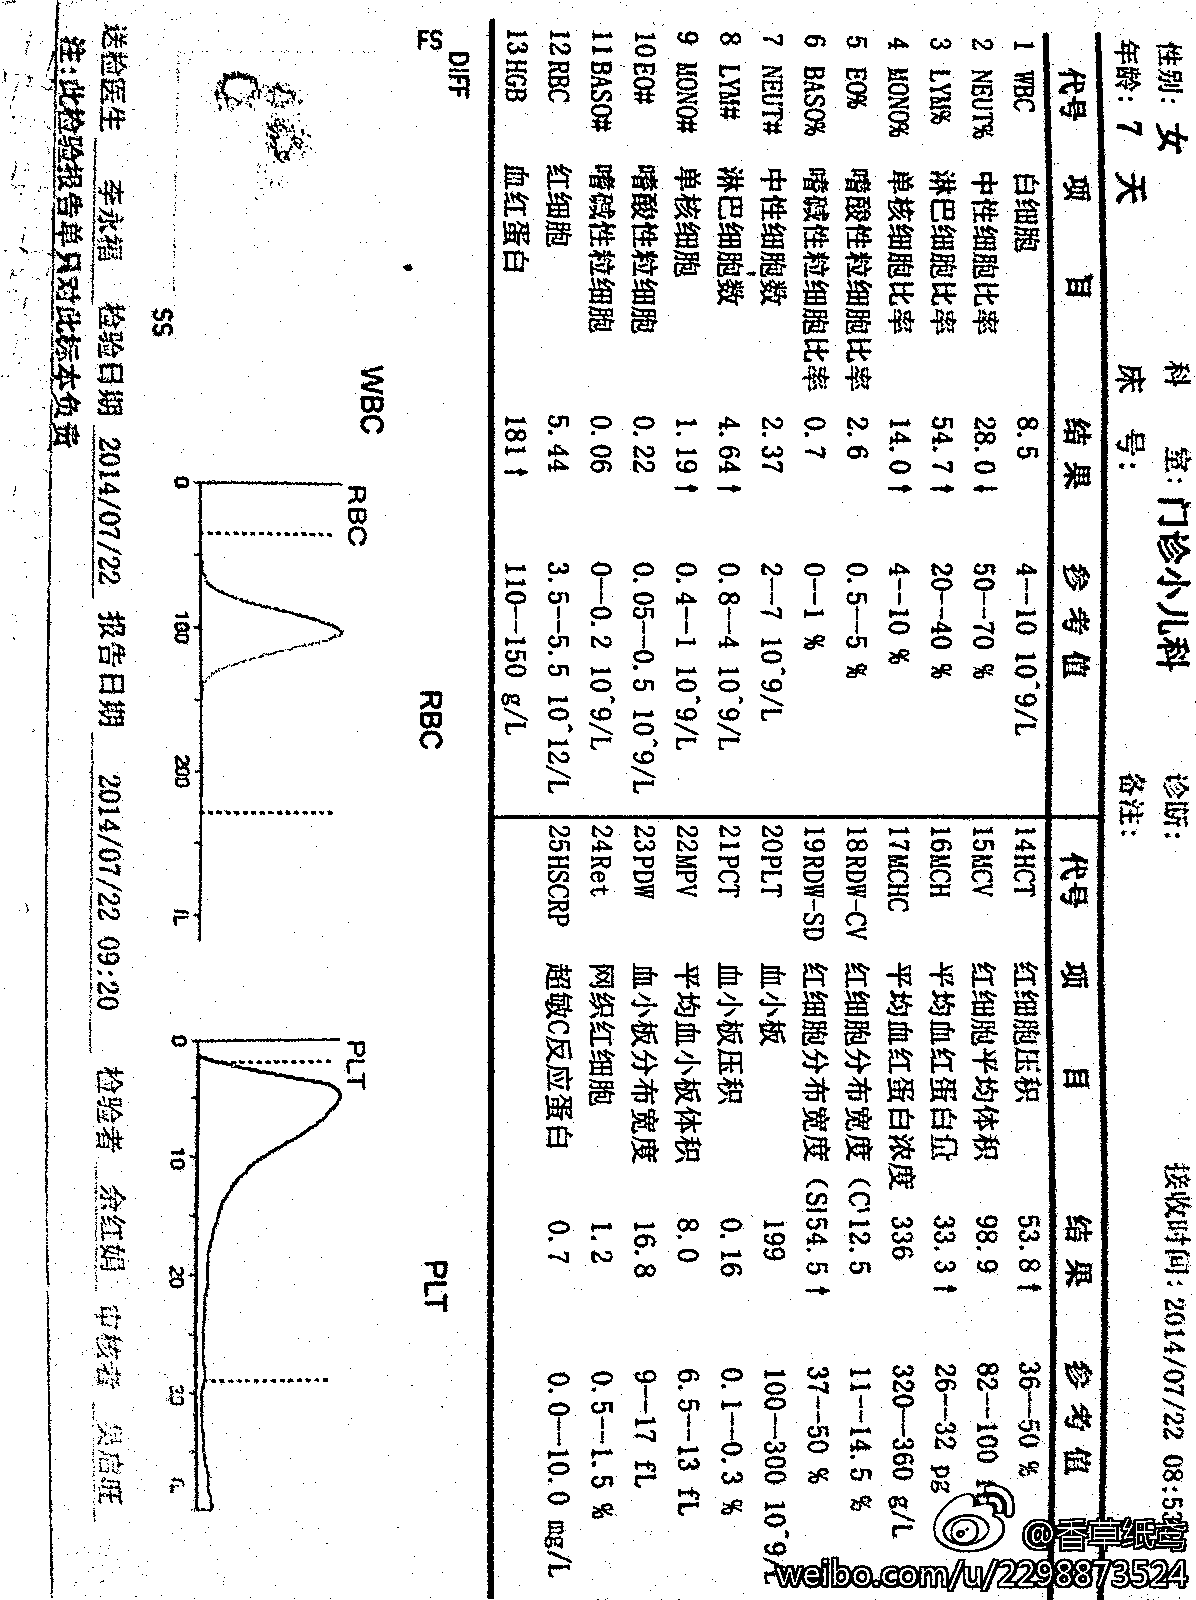 性别: 女 科 室: 门诊小儿科 诊断: 接收时间: 2014/07/22 08:53
年龄: 7 天 床 号: 备注:
代号 项 目 结果 参考值 代号 项 目 结果 参考值
1 WBC 白细胞 8.5 4--10 10^9/L 14HCT 红细胞压积 53.8↑ 36--50 %
2 NEUT% 中性细胞比率 28.0↓ 50--70 % 15MCV 红细胞平均体积 98.9 82--100
3 LYM% 淋巴细胞比率 54.7↑ 20--40 % 16MCH 平均血红蛋白量 33.3↑ 26--32 pg
4 MONO% 单核细胞比率 14.0↑ 4--10 % 17MCHC 平均血红蛋白浓度 336 320--360 g/L
5 EO% 嗜酸性粒细胞比率 2.6 0.5--5 % 18RDW-CV 红细胞分布宽度 (C 12.5 11--14.5 %
6 BASO% 嗜碱性粒细胞比率 0.7 0--1 % 19RDW-SD 红细胞分布宽度 (S 54.5↑ 37--50 %
7 NEUT# 中性细胞数 2.37 2--7 10^9/L 20PLT 血小板 199 100--300 10^9/L
8 LYM# 淋巴细胞数 4.64↑ 0.8--4 10^9/L 21PCT 血小板压积 0.16 0.1--0.3 %
9 MONO# 单核细胞 1.19↑ 0.4--1 10^9/L 22MPV 平均血小板体积 8.0 6.5--13 fL
10EO# 嗜酸性粒细胞 0.22 0.05--0.5 10^9/L 23PDW 血小板分布宽度 16.8 9--17 fL
11BASO# 嗜碱性粒细胞 0.06 0--0.2 10^9/L 24Ret 网织红细胞 1.2 0.5--1.5 %
12RBC 红细胞 5.44 3.5--5.5 10^12/L 25HSCRP 超敏C反应蛋白 0.7 0.0--10.0 mg/L
13HGB 血红蛋白 181↑ 110--150 g/L
DIFF
FS
WBC RBC PLT
RBC PLT
SS
0 100 200 fL 0 10 20 30 fL
送检医生 李永福 检验日期 2014/07/22 报告日期 2014/07/22 09:20 检验者 余红娟 审核者
注:此检验报告单只对此标本负责
@香草纸鸢
weibo.com/u/2298873524